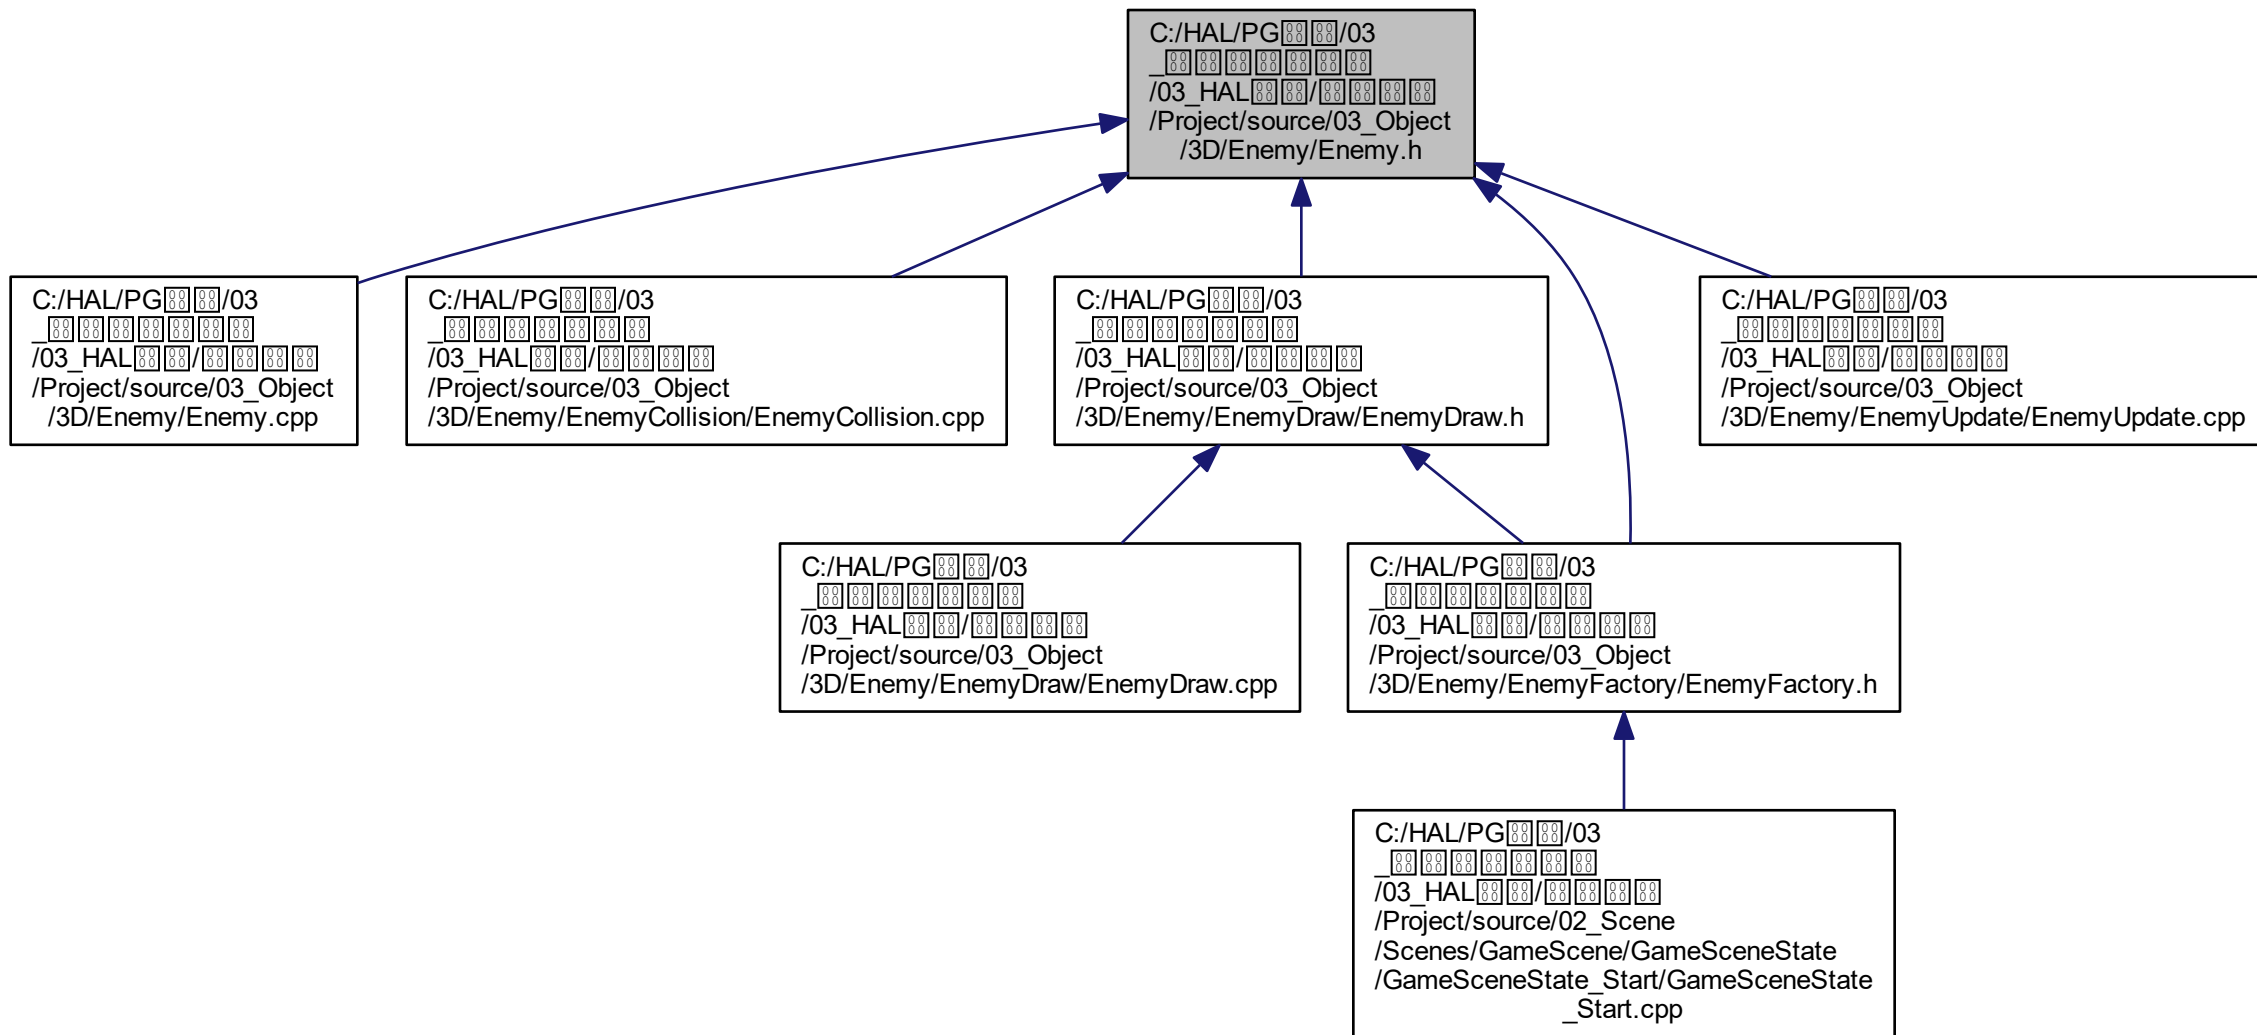 C:/HAL/PG/03
_
/03_HAL/
/Project/source/03_Object
/3D/Enemy/Enemy.h
C:/HAL/PG/03
_
/03_HAL/
/Project/source/03_Object
/3D/Enemy/Enemy.cpp
C:/HAL/PG/03
_
/03_HAL/
/Project/source/03_Object
/3D/Enemy/EnemyCollision/EnemyCollision.cpp
C:/HAL/PG/03
_
/03_HAL/
/Project/source/03_Object
/3D/Enemy/EnemyDraw/EnemyDraw.h
C:/HAL/PG/03
_
/03_HAL/
/Project/source/03_Object
/3D/Enemy/EnemyUpdate/EnemyUpdate.cpp
C:/HAL/PG/03
_
/03_HAL/
/Project/source/03_Object
/3D/Enemy/EnemyDraw/EnemyDraw.cpp
C:/HAL/PG/03
_
/03_HAL/
/Project/source/03_Object
/3D/Enemy/EnemyFactory/EnemyFactory.h
C:/HAL/PG/03
_
/03_HAL/
/Project/source/02_Scene
/Scenes/GameScene/GameSceneState
/GameSceneState_Start/GameSceneState
_Start.cpp